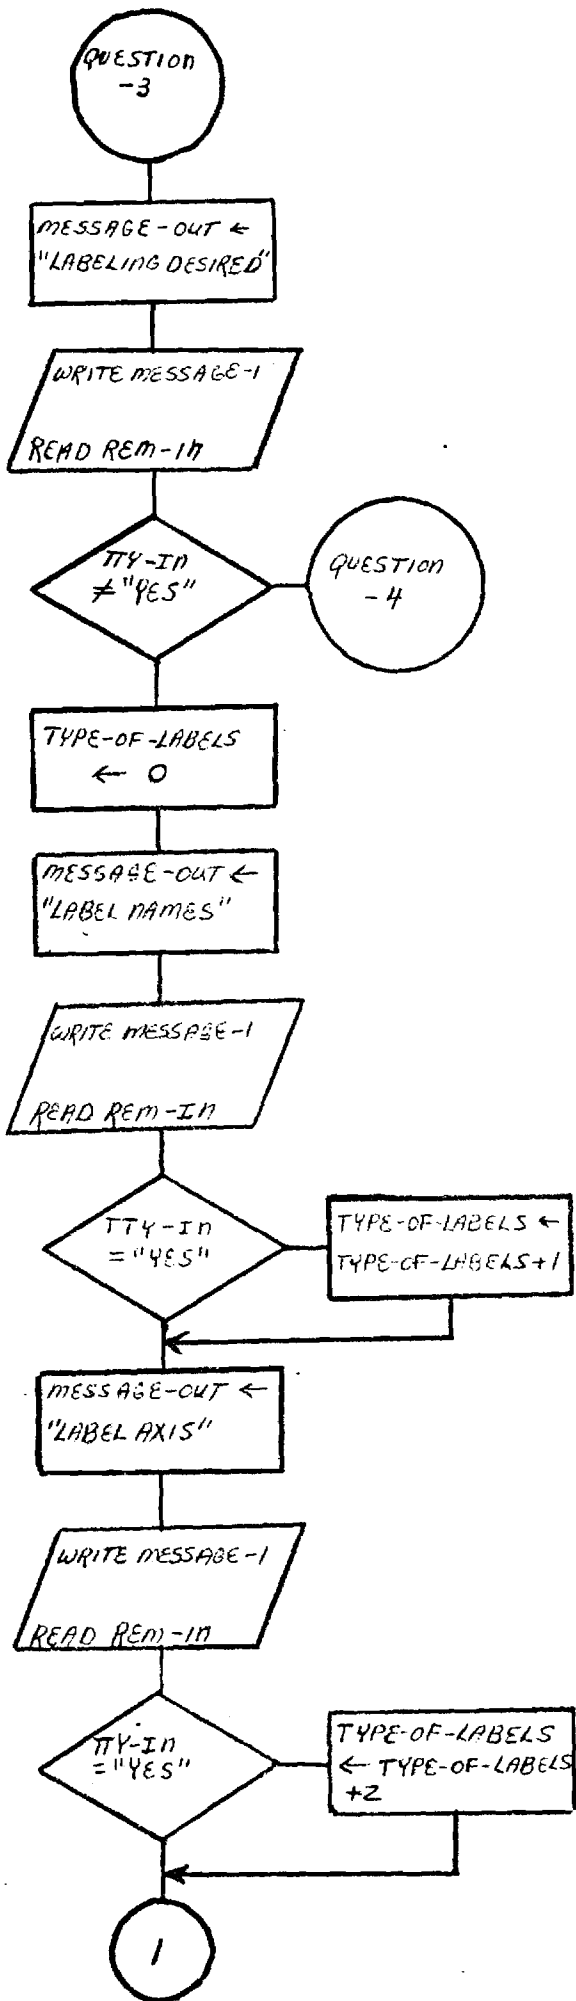 QUESTION
-3
MESSAGE-OUT ←
"LABELING DESIRED"
WRITE MESSAGE-1
READ REM-IN
TTY-IN
≠ "YES"
QUESTION
-4
TYPE-OF-LABELS
← 0
MESSAGE-OUT ←
"LABEL NAMES"
WRITE MESSAGE-1
READ REM-IN
TTY-IN
= "YES"
TYPE-OF-LABELS ←
TYPE-OF-LABELS+1
MESSAGE-OUT ←
"LABEL AXIS"
WRITE MESSAGE-1
READ REM-IN
TTY-IN
= "YES"
TYPE-OF-LABELS
← TYPE-OF-LABELS
+2
1